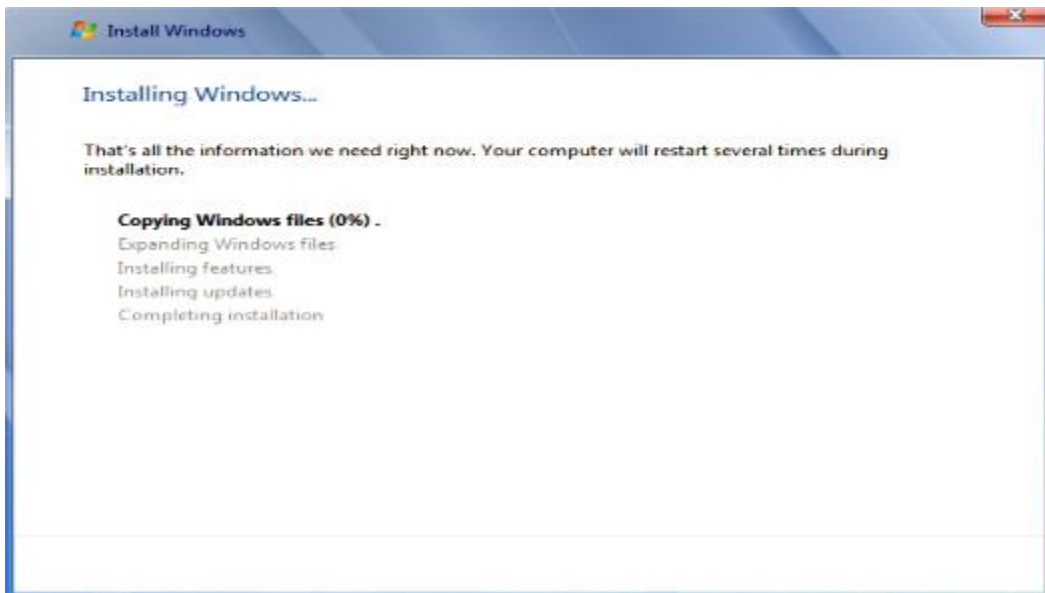 Install Windows
Installing Windows...
That's all the information we need right now. Your computer will restart several times during
installation.
Copying Windows files (0%) .
Expanding Windows files
Installing features
Installing updates
Completing installation